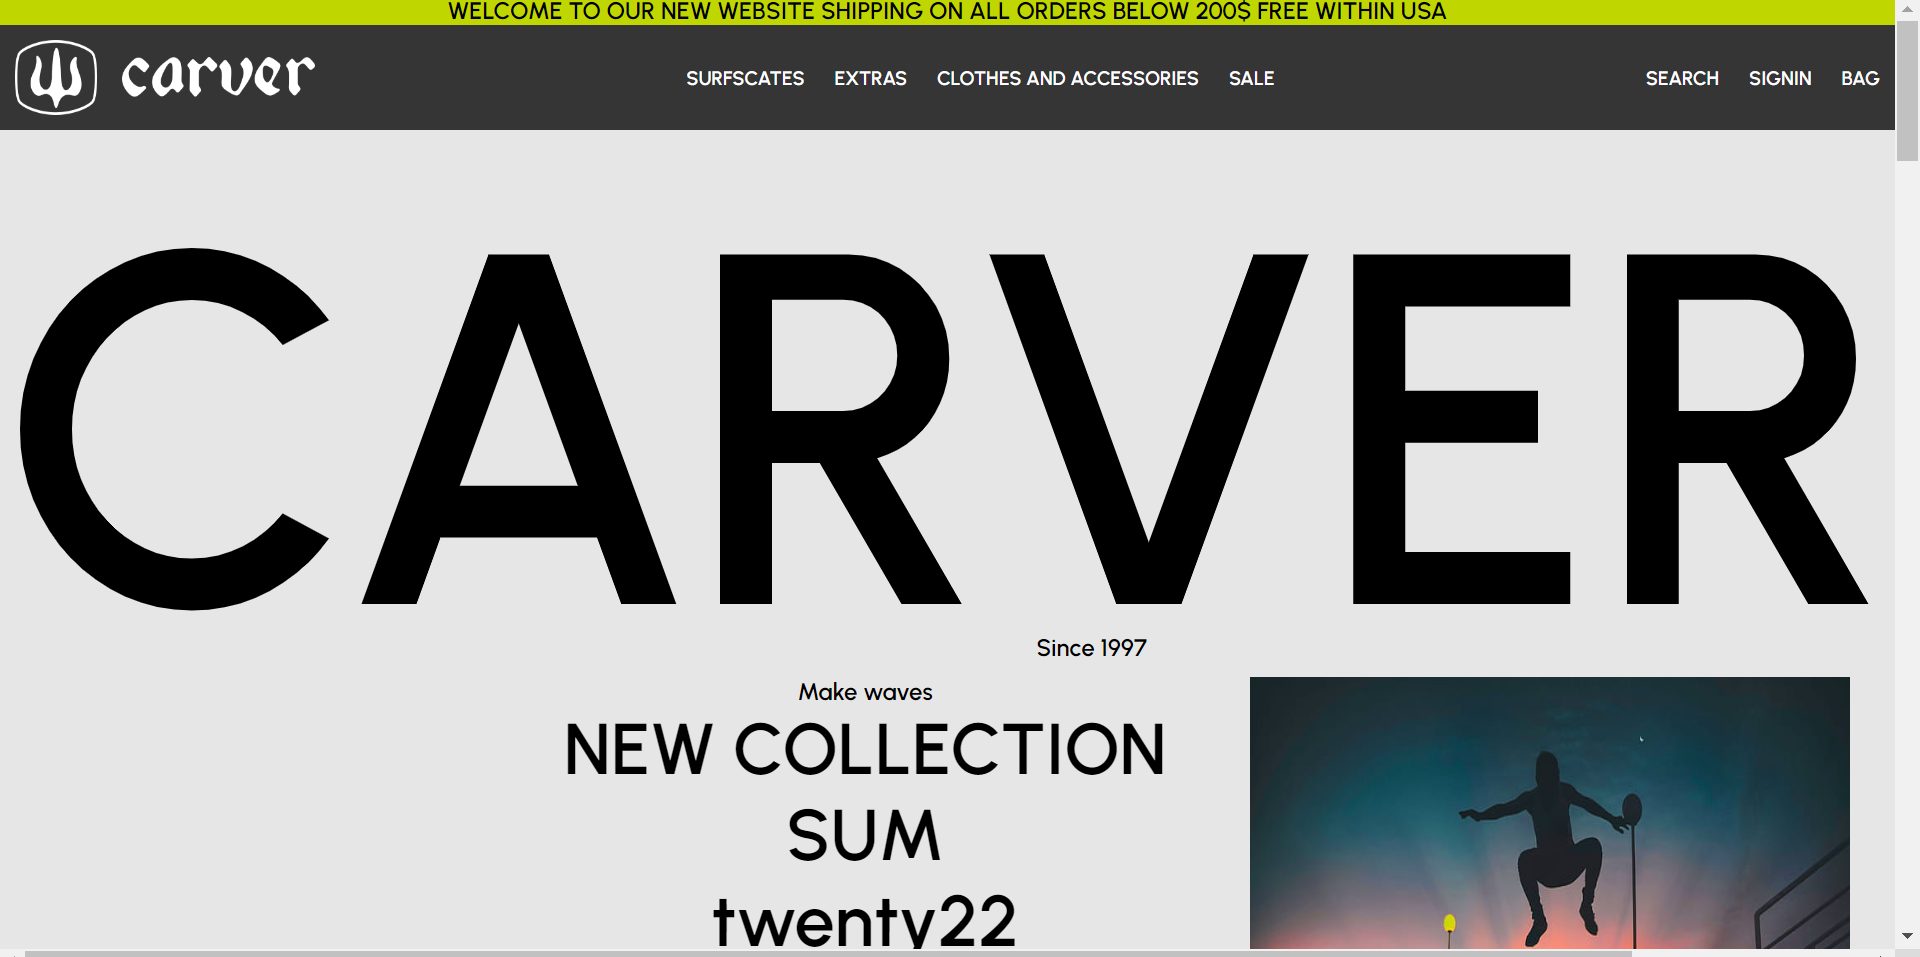 WELCOME TO OUR NEW WEBSITE SHIPPING ON ALL ORDERS BELOW 200$ FREE WITHIN USA
carver
SURFSCATES EXTRAS CLOTHES AND ACCESSORIES SALE
SEARCH SIGNIN BAG
CARVER
Since 1997
Make waves
NEW COLLECTION
SUM
twenty22